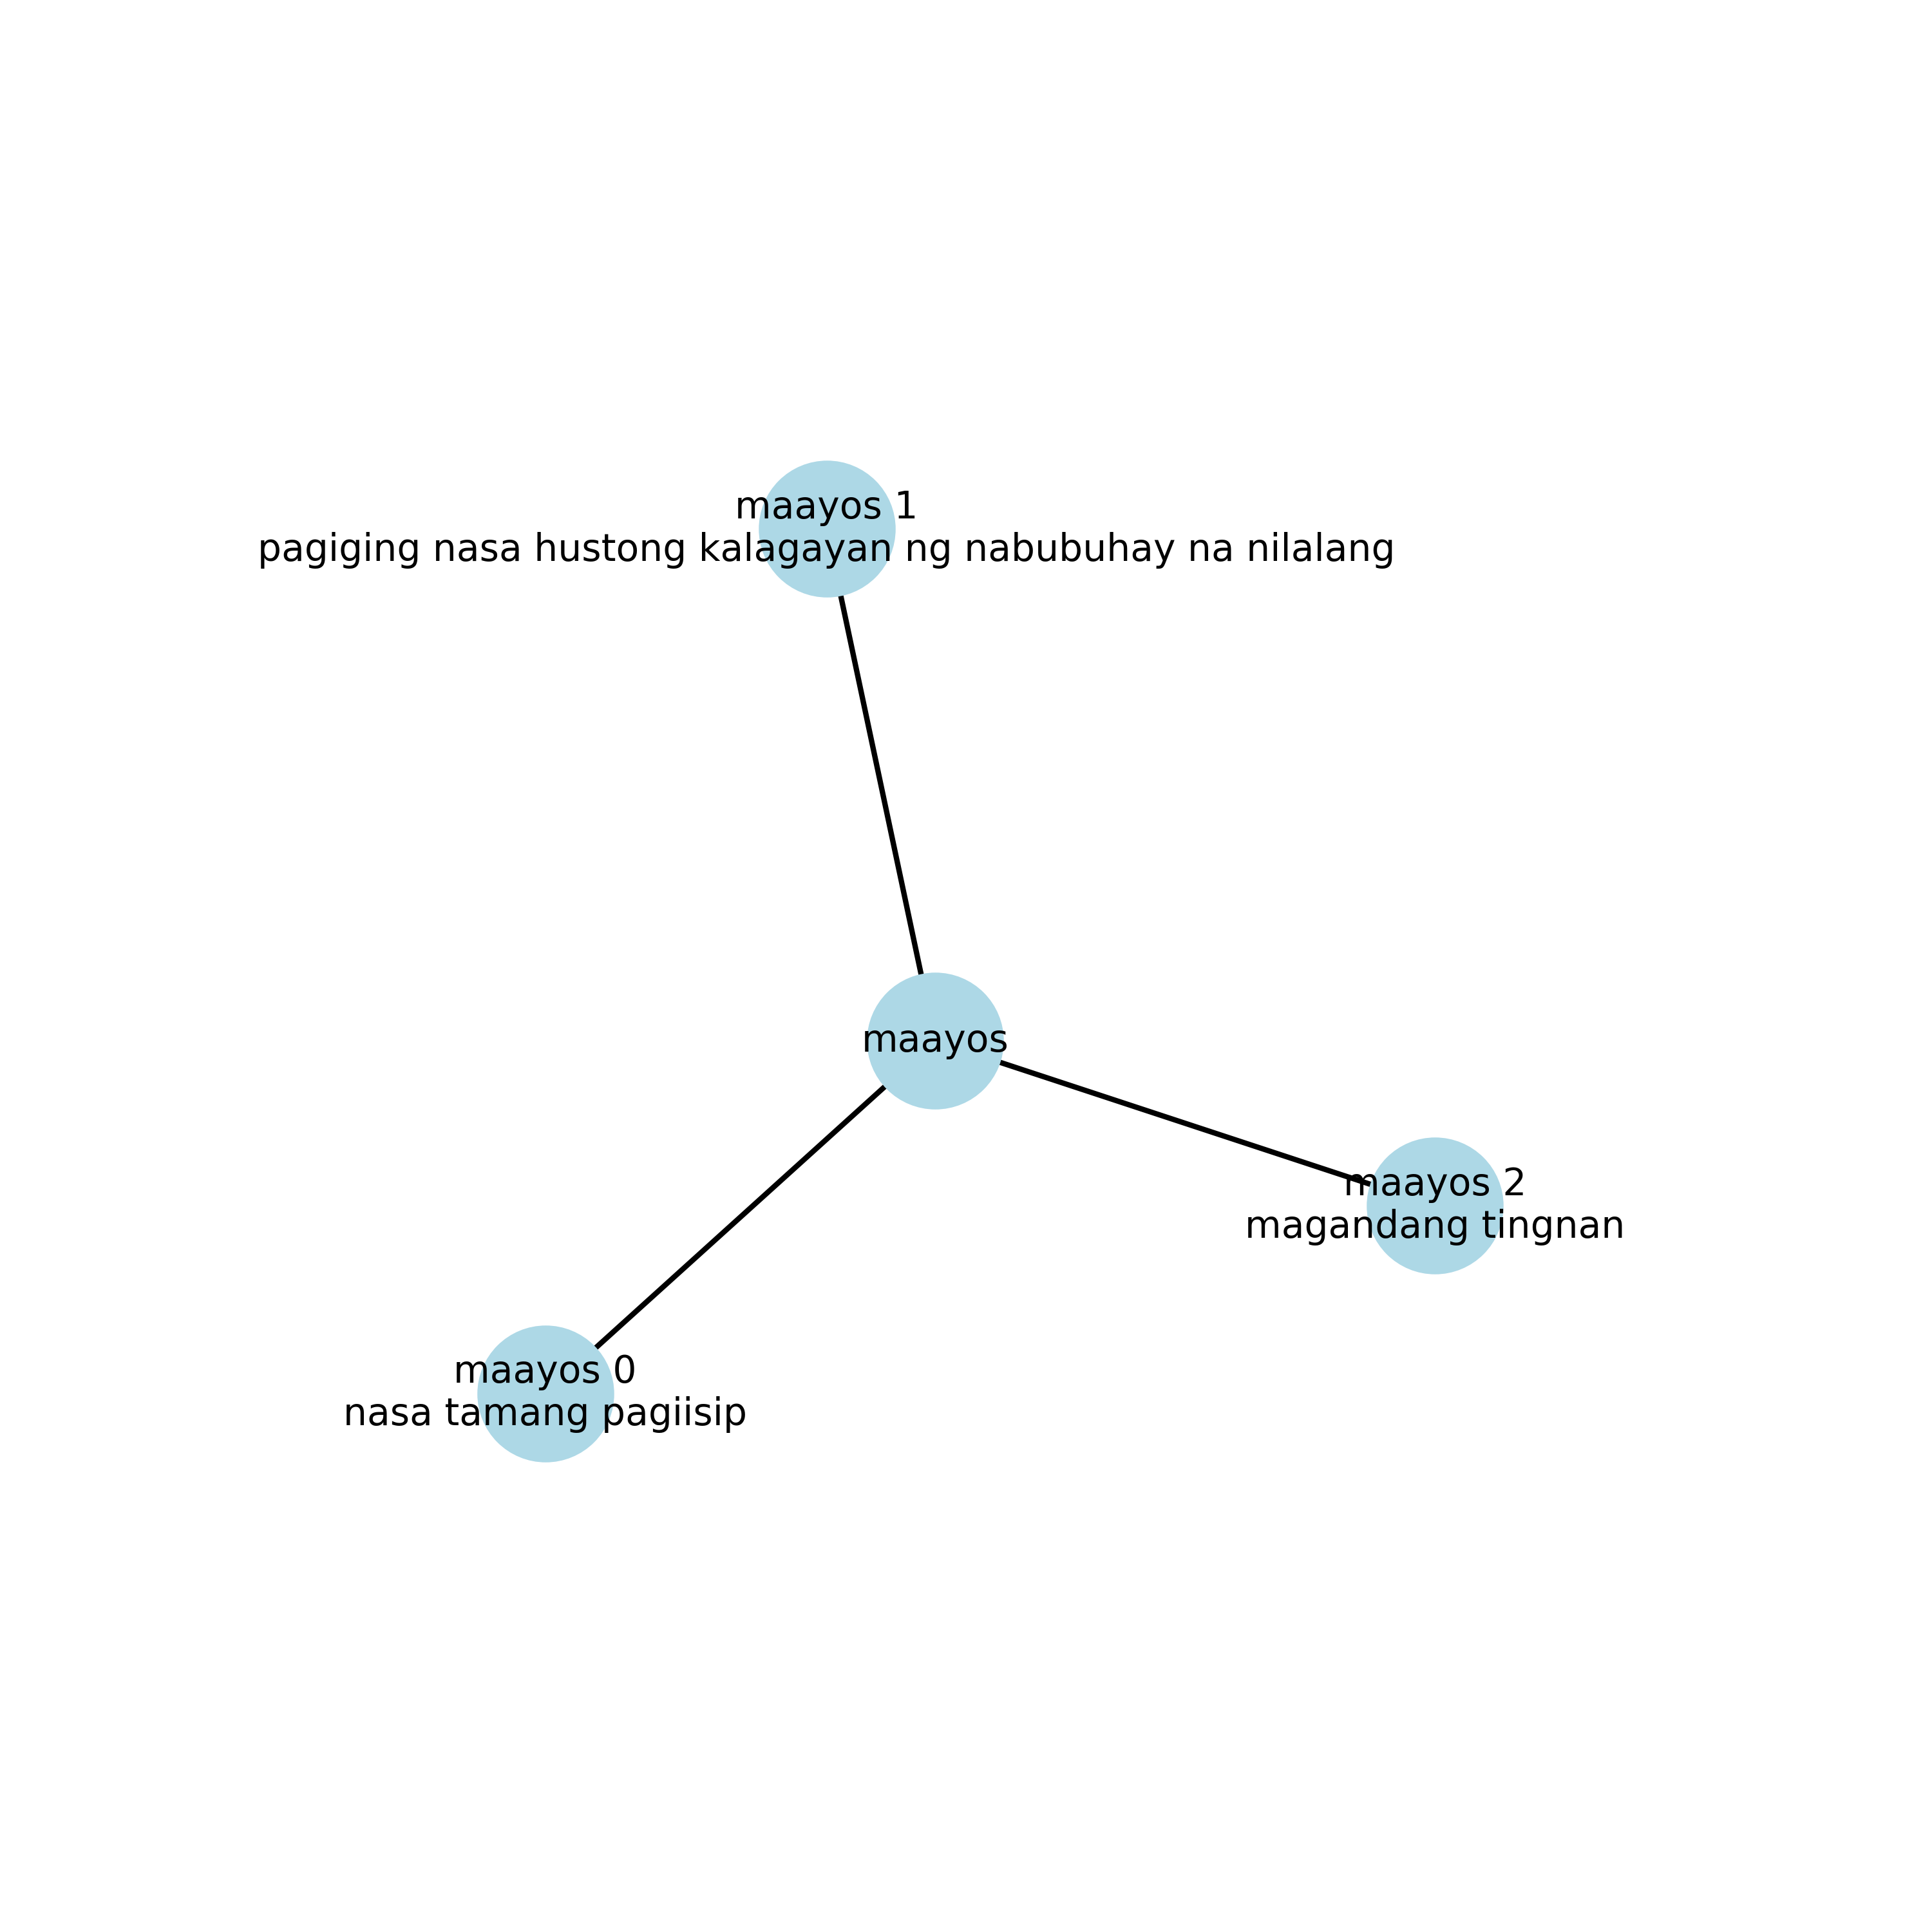 maayos 1
pagiging nasa hustong kalagayan ng nabubuhay na nilalang
maayos
maayos 2
magandang tingnan
maayos 0
nasa tamang pagiisip